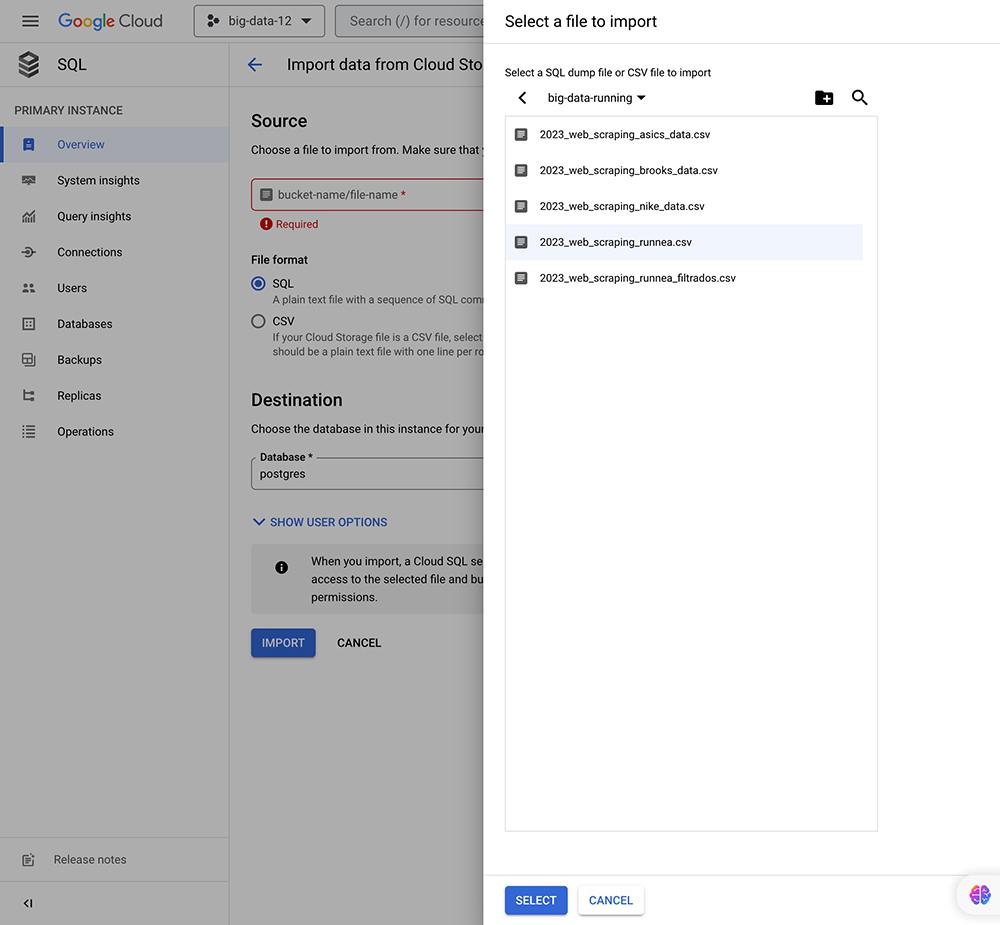 Google Cloud
big-data-12
Search (/) for resource
SQL
Import data from Cloud Sto
PRIMARY INSTANCE
Overview
System insights
Query insights
Connections
Users
Databases
Backups
Replicas
Operations
Release notes
Source
Choose a file to import from. Make sure that y
bucket-name/file-name *
Required
File format
SQL
A plain text file with a sequence of SQL com
CSV
If your Cloud Storage file is a CSV file, select
should be a plain text file with one line per ro
Destination
Choose the database in this instance for your
Database *
postgres
SHOW USER OPTIONS
When you import, a Cloud SQL se
access to the selected file and bu
permissions.
IMPORT
CANCEL
Select a file to import
Select a SQL dump file or CSV file to import
big-data-running
2023_web_scraping_asics_data.csv
2023_web_scraping_brooks_data.csv
2023_web_scraping_nike_data.csv
2023_web_scraping_runnea.csv
2023_web_scraping_runnea_filtrados.csv
SELECT
CANCEL